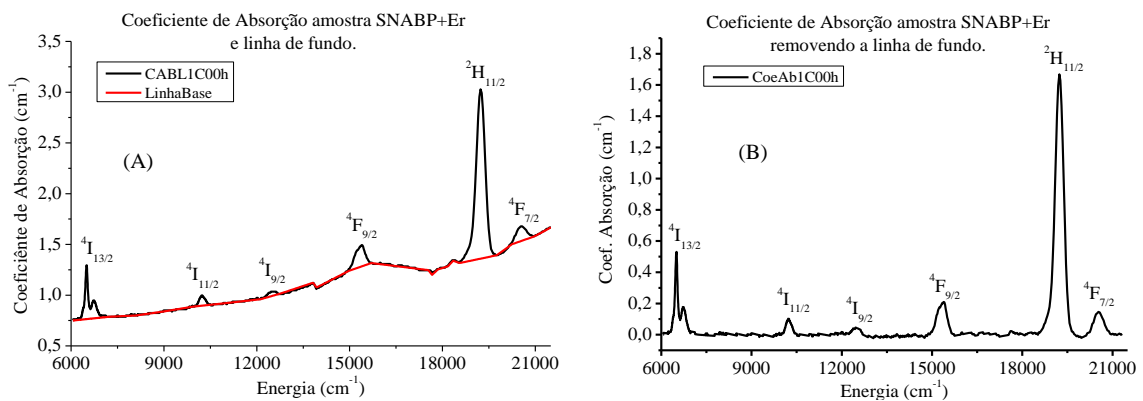 Coeficiente de Absorção amostra SNABP+Er
e linha de fundo.
3,5
3,0
2,5
2,0
1,5
1,0
0,5
Coeficiênte de Absorção (cm⁻¹)
CABL1C00h
LinhaBase
(A)
⁴I₁₃/₂
⁴I₁₁/₂
⁴I₉/₂
⁴F₉/₂
²H₁₁/₂
⁴F₇/₂
6000 9000 12000 15000 18000 21000
Energia (cm⁻¹)
Coeficiente de Absorção amostra SNABP+Er
removendo a linha de fundo.
1,8
1,6
1,4
1,2
1,0
0,8
0,6
0,4
0,2
0,0
Coef. Absorção (cm⁻¹)
CoeAb1C00h
(B)
⁴I₁₃/₂
⁴I₁₁/₂
⁴I₉/₂
⁴F₉/₂
²H₁₁/₂
⁴F₇/₂
6000 9000 12000 15000 18000 21000
Energia (cm⁻¹)